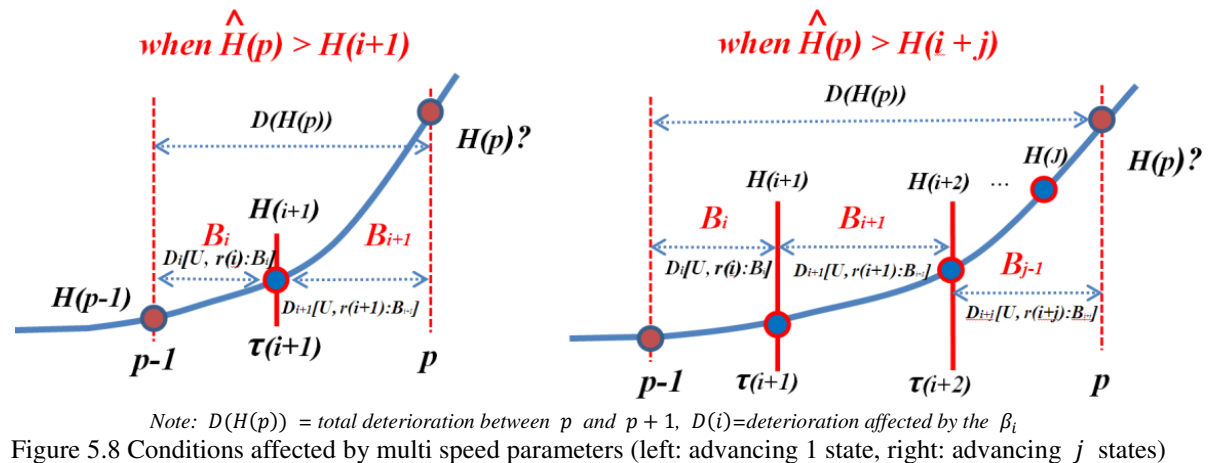 when Ĥ(p) > H(i+1)
D(H(p))
H(p)?
H(i+1)
Bi
Bi+1
Di[U, r(i):Bi]
H(p-1)
Di+1[U, r(i+1):Bi+1]
p-1
τ(i+1)
p
when Ĥ(p) > H(i + j)
D(H(p))
H(J)
H(p)?
H(i+1)
H(i+2)
...
Bi
Bi+1
Di[U, r(i):Bi]
Di+1[U, r(i+1):Bi+1]
Bj-1
p-1
τ(i+1)
τ(i+2)
p
Note: D(H(p)) = total deterioration between p and p + 1, D(i)=deterioration affected by the βi
Figure 5.8 Conditions affected by multi speed parameters (left: advancing 1 state, right: advancing j states)